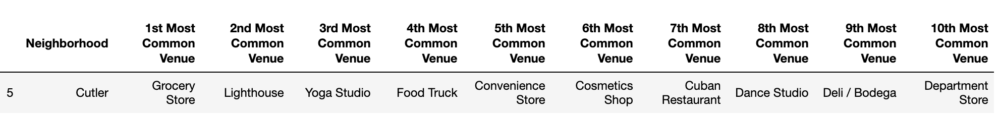 Neighborhood 1st Most Common Venue 2nd Most Common Venue 3rd Most Common Venue 4th Most Common Venue 5th Most Common Venue 6th Most Common Venue 7th Most Common Venue 8th Most Common Venue 9th Most Common Venue 10th Most Common Venue
5 Cutler Grocery Store Lighthouse Yoga Studio Food Truck Convenience Store Cosmetics Shop Cuban Restaurant Dance Studio Deli / Bodega Department Store